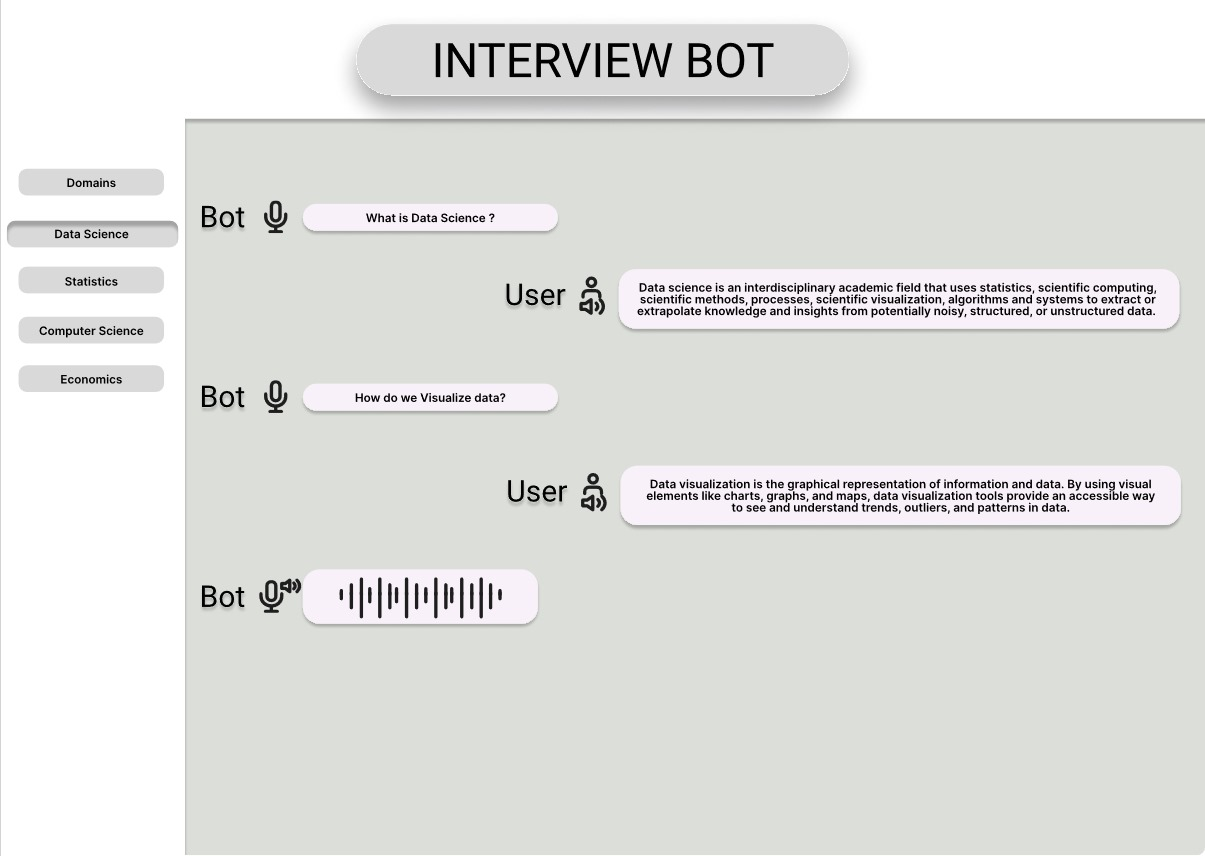 INTERVIEW BOT
Domains
Data Science
Statistics
Computer Science
Economics
Bot
What is Data Science ?
User
Data science is an interdisciplinary academic field that uses statistics, scientific computing,
scientific methods, processes, scientific visualization, algorithms and systems to extract or
extrapolate knowledge and insights from potentially noisy, structured, or unstructured data.
Bot
How do we Visualize data?
User
Data visualization is the graphical representation of information and data. By using visual
elements like charts, graphs, and maps, data visualization tools provide an accessible way
to see and understand trends, outliers, and patterns in data.
Bot